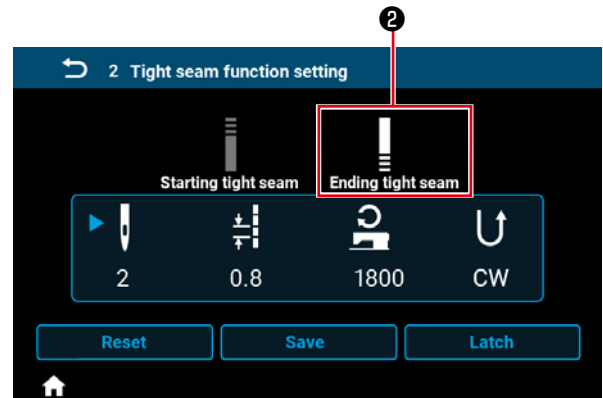 ❷
2 Tight seam function setting
Starting tight seam Ending tight seam
2 0.8 1800 CW
Reset Save Latch